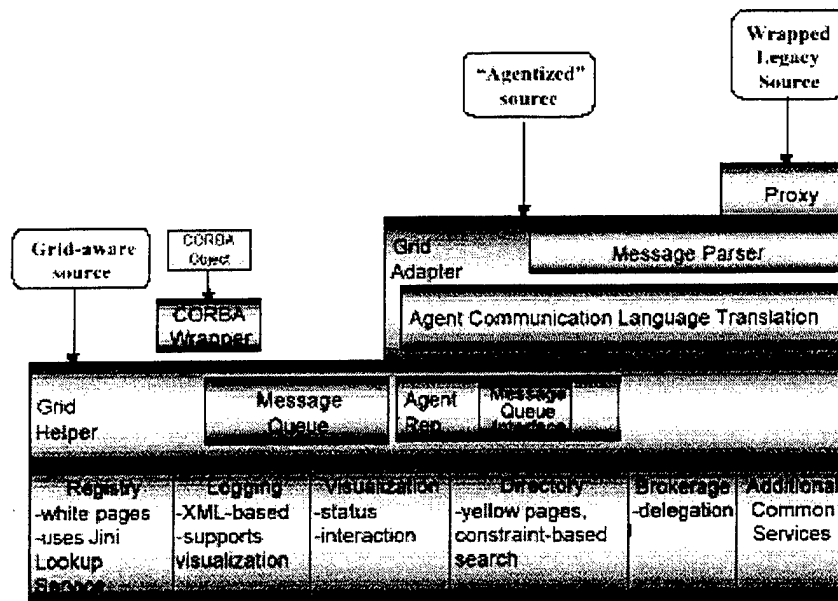 Wrapped
Legacy
Source
"Agentized"
source
Proxy
Grid-aware
source
CORBA
Object
Grid
Adapter
Message Parser
CORBA
Wrapper
Agent Communication Language Translation
Grid
Helper
Message
Queue
Agent
Rep
Message
Queue
Interface
Registry
-white pages
-uses Jini
Lookup
Service
Logging
-XML-based
-supports
visualization
Visualization
-status
-interaction
Directory
-yellow pages,
constraint-based
search
Brokerage
-delegation
Additional
Common
Services